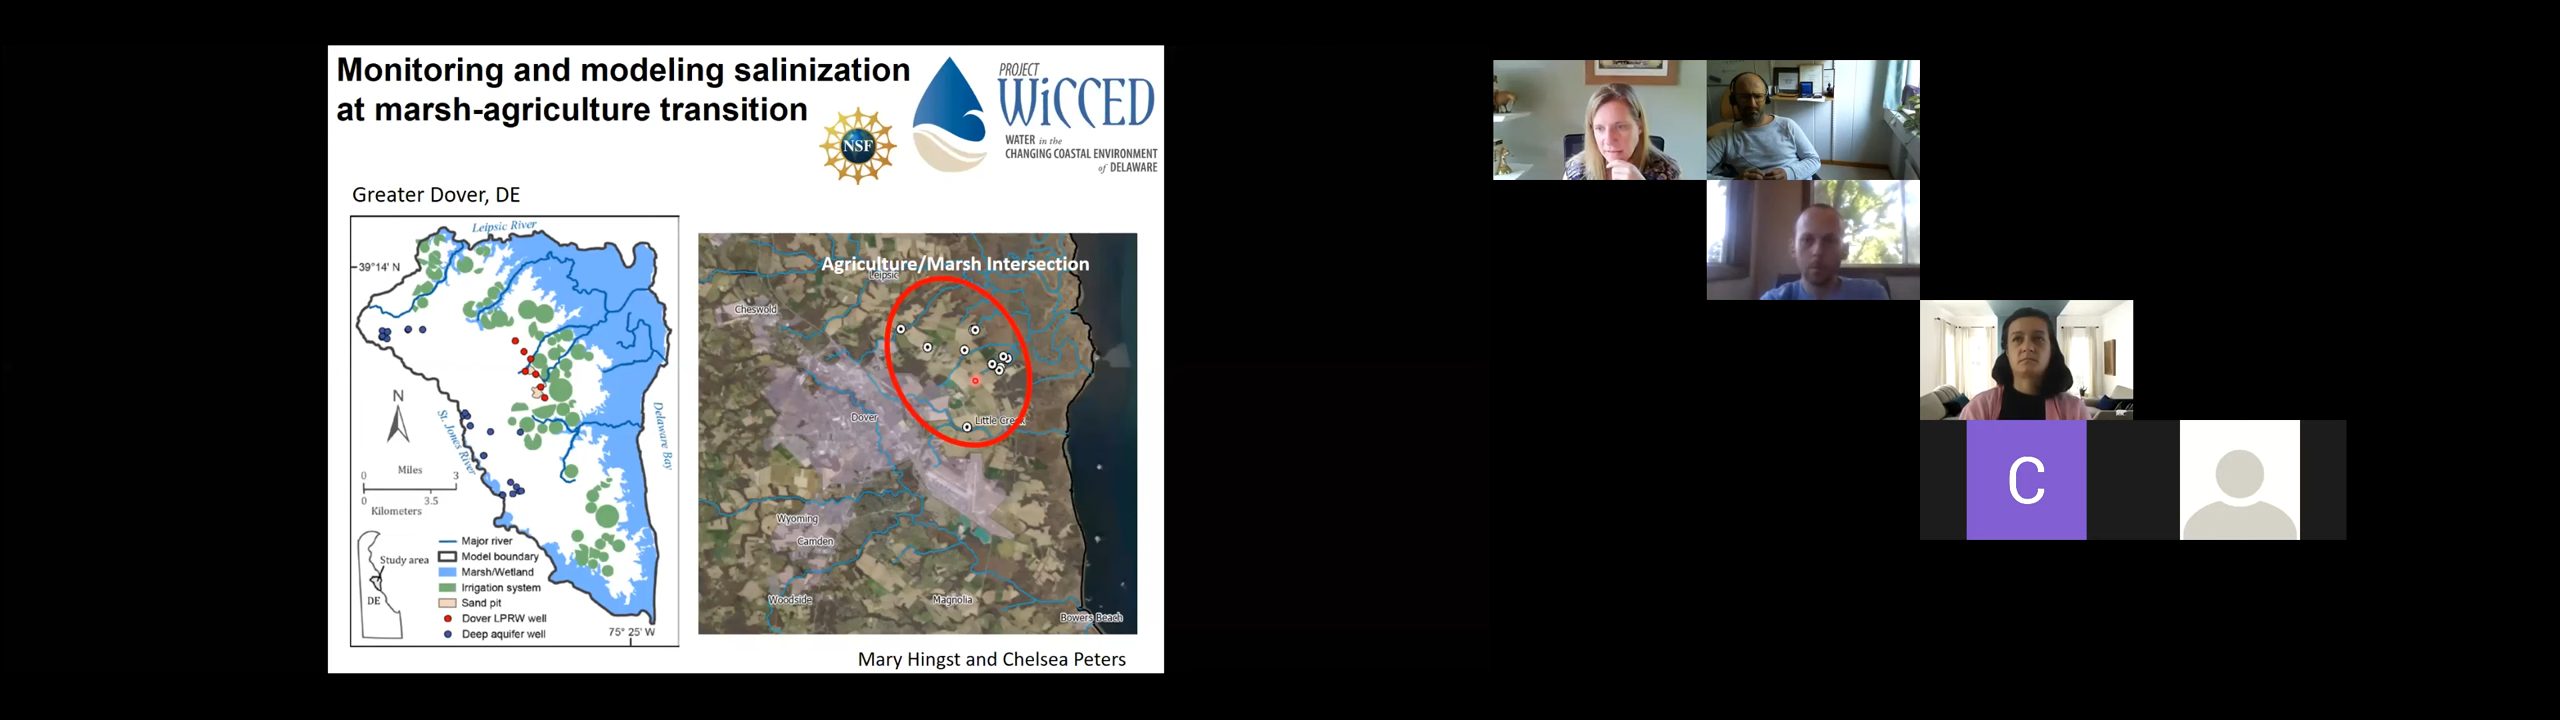 Monitoring and modeling salinization
at marsh-agriculture transition
NSF
PROJECT
WiCCED
WATER in the
CHANGING COASTAL ENVIRONMENT
of DELAWARE
Greater Dover, DE
Leipsic River
39°14' N
N
St. Jones River
Delaware Bay
0 Miles 3
0 3.5
Kilometers
Study area
DE
Major river
Model boundary
Marsh/Wetland
Irrigation system
Sand pit
Dover LPRW well
Deep aquifer well
75° 25' W
Agriculture/Marsh Intersection
Leipsic
Cheswold
Dover
Little Cre
Wyoming
Camden
Woodside
Magnolia
Bowers Beach
Mary Hingst and Chelsea Peters
C